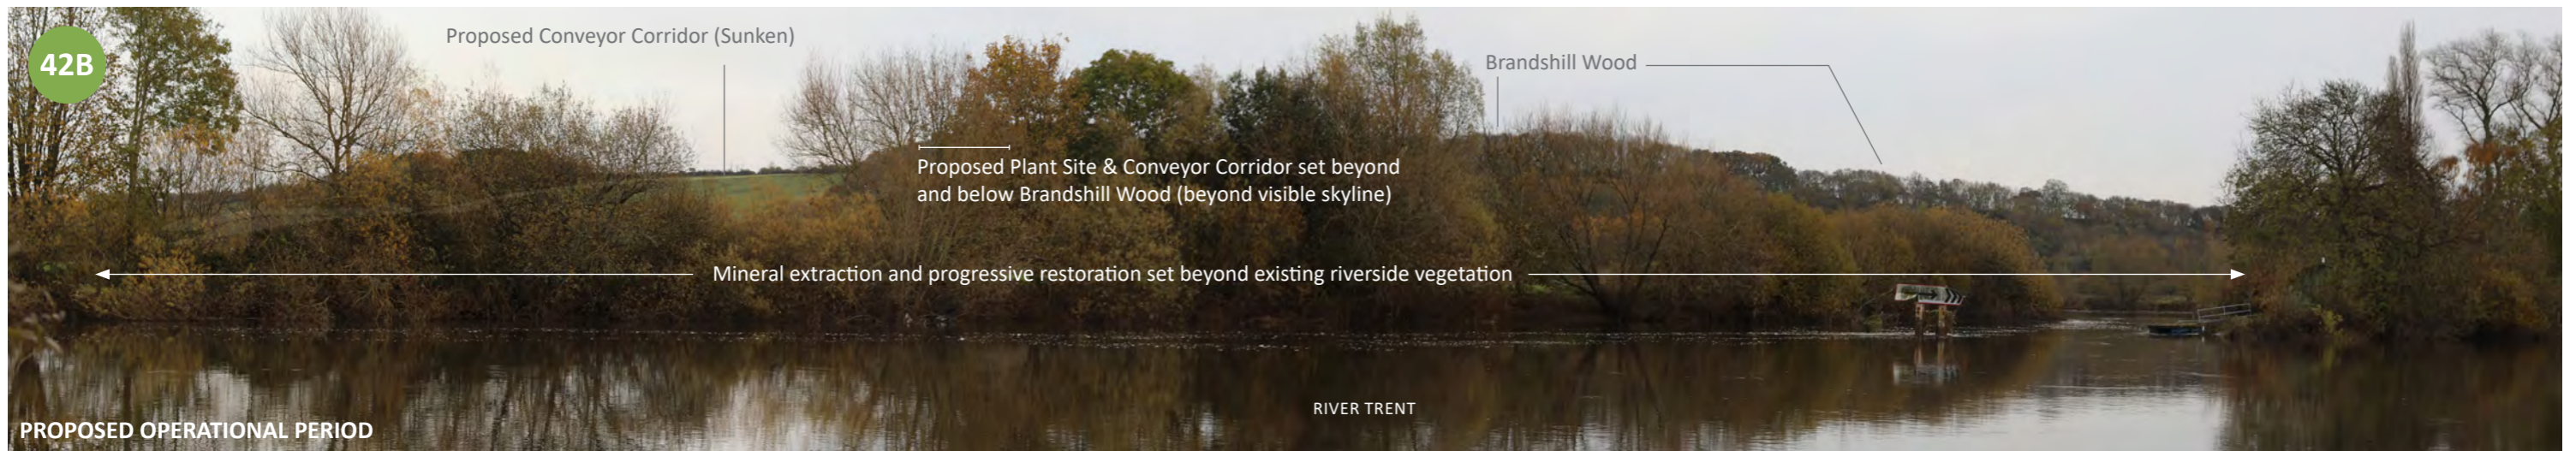 42B
Proposed Conveyor Corridor (Sunken)
Brandshill Wood
Proposed Plant Site & Conveyor Corridor set beyond
and below Brandshill Wood (beyond visible skyline)
Mineral extraction and progressive restoration set beyond existing riverside vegetation
RIVER TRENT
PROPOSED OPERATIONAL PERIOD